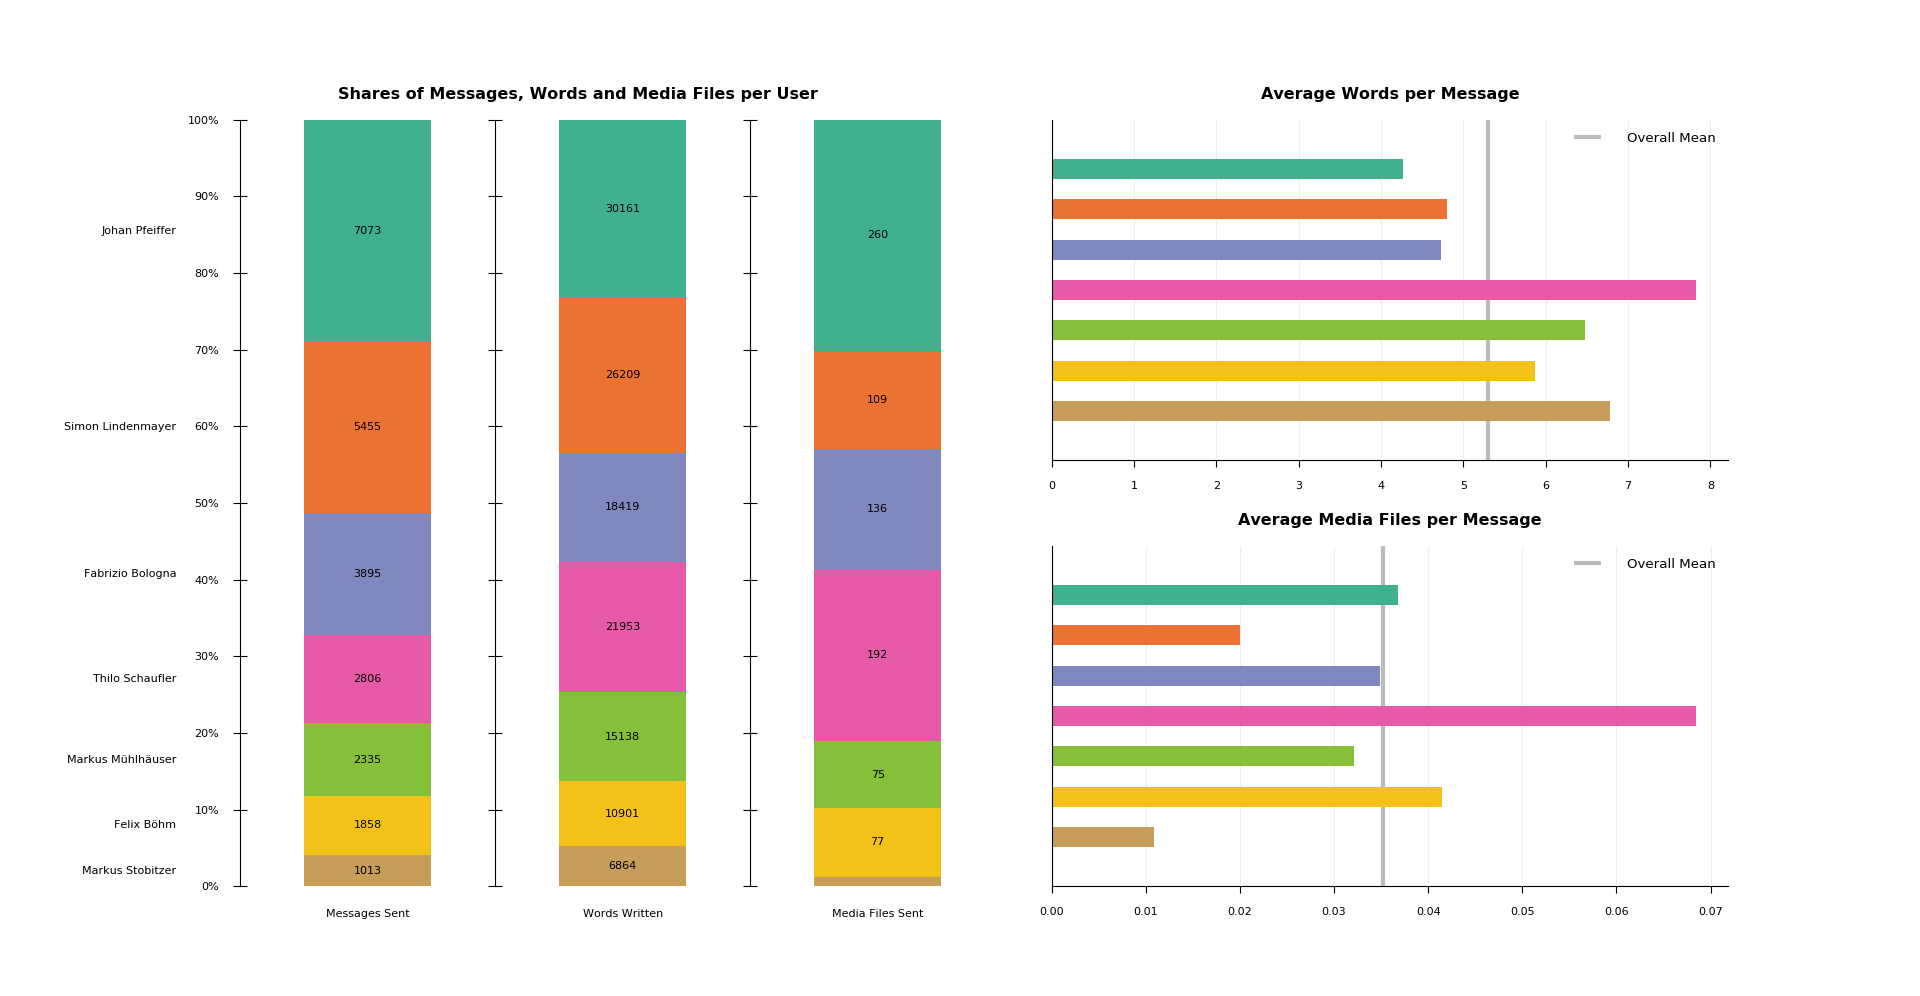 Shares of Messages, Words and Media Files per User
100%
90%
80%
70%
60%
50%
40%
30%
20%
10%
0%
Johan Pfeiffer
Simon Lindenmayer
Fabrizio Bologna
Thilo Schaufler
Markus Mühlhäuser
Felix Böhm
Markus Stobitzer
7073
5455
3895
2806
2335
1858
1013
Messages Sent
30161
26209
18419
21953
15138
10901
6864
Words Written
260
109
136
192
75
77
Media Files Sent
Average Words per Message
Overall Mean
0 1 2 3 4 5 6 7 8
Average Media Files per Message
Overall Mean
0.00 0.01 0.02 0.03 0.04 0.05 0.06 0.07